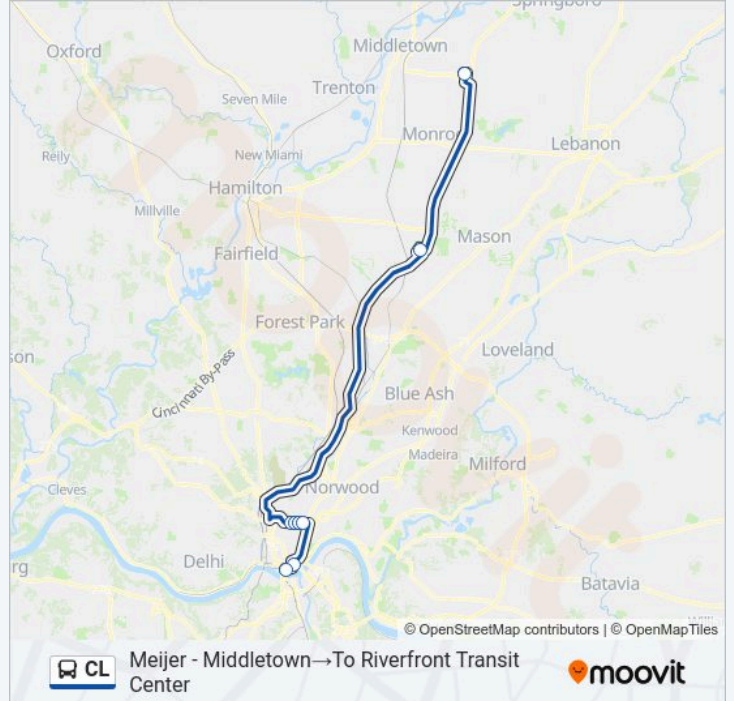 Springboro
Oxford
Middletown
Trenton
Seven Mile
Monroe
Lebanon
Reily
New Miami
Hamilton
Millville
Mason
Fairfield
Forest Park
Loveland
son
Cincinnati By-Pass
Blue Ash
Kenwood
Madeira
Milford
Cleves
Norwood
Delhi
rg
Batavia
© OpenStreetMap contributors | © OpenMapTiles
CL
Meijer - Middletown→To Riverfront Transit
Center
moovit